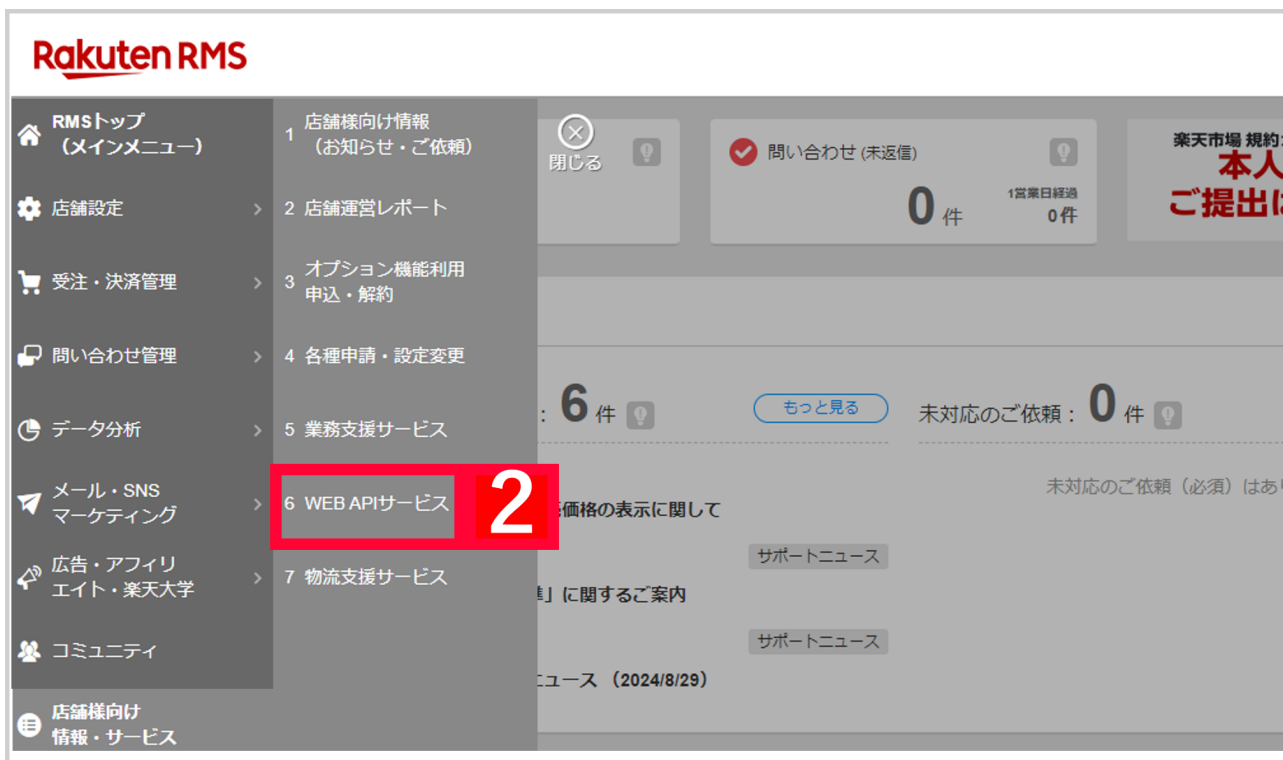 Rakuten RMS
RMSトップ
(メインメニュー)
店舗設定
受注・決済管理
問い合わせ管理
データ分析
メール・SNS
マーケティング
広告・アフィリ
エイト・楽天大学
コミュニティ
店舗様向け
情報・サービス
1 店舗様向け情報
(お知らせ・ご依頼)
2 店舗運営レポート
3 オプション機能利用
申込・解約
4 各種申請・設定変更
5 業務支援サービス
6 WEB APIサービス
2
7 物流支援サービス
閉じる
問い合わせ (未返信)
0 件
1営業日経過
0件
楽天市場 規約
本人
ご提出は
: 6 件
もっと見る
未対応のご依頼 : 0 件
未対応のご依頼（必須）はあ
価格の表示に関して
サポートニュース
」に関するご案内
サポートニュース
ニュース （2024/8/29）